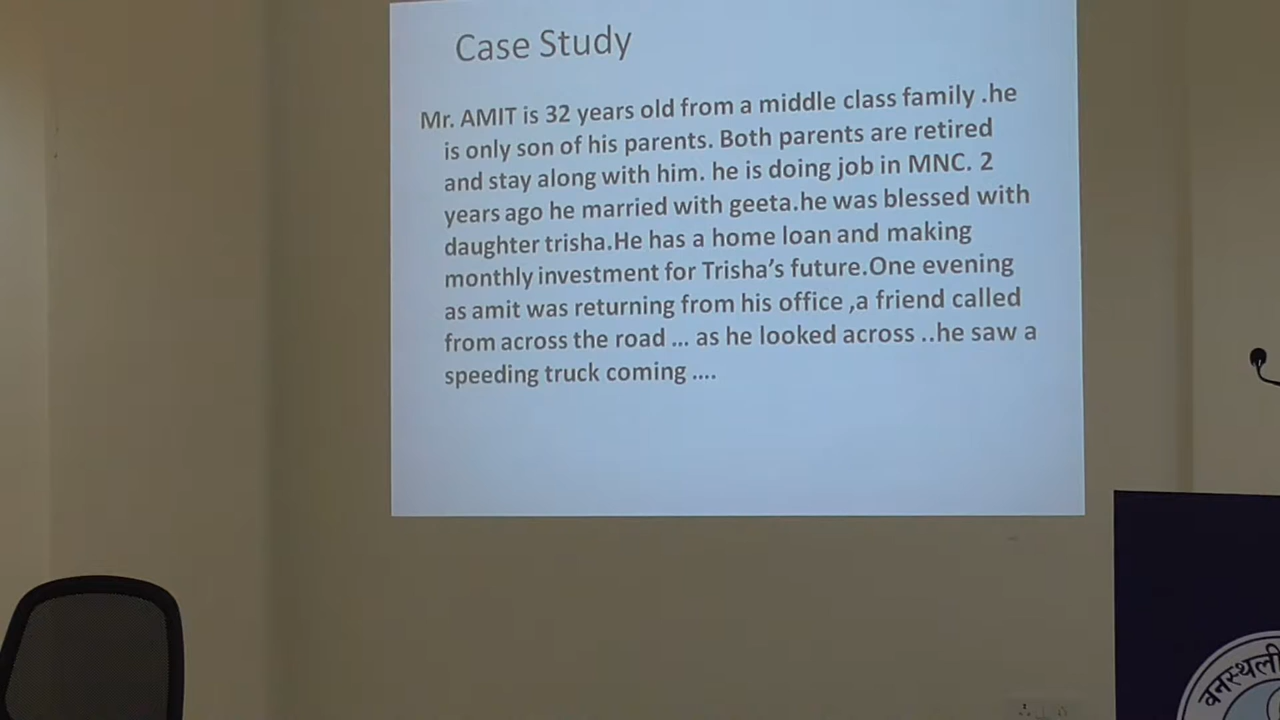 Case Study
Mr. AMIT is 32 years old from a middle class family .he
is only son of his parents. Both parents are retired
and stay along with him. he is doing job in MNC. 2
years ago he married with geeta.he was blessed with
daughter trisha.He has a home loan and making
monthly investment for Trisha’s future.One evening
as amit was returning from his office ,a friend called
from across the road ... as he looked across ..he saw a
speeding truck coming ....
वनस्थली